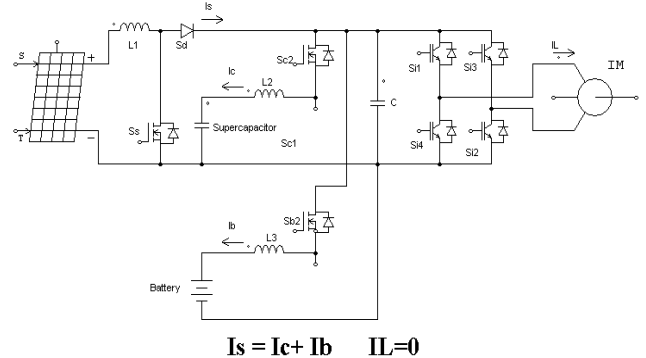 Is
L1
Sd
S
+
Sc2
Ic
L2
Si1
Si3
IL
IM
C
Ss
Supercapacitor
Sc1
Si4
Si2
T
−
Sb2
Ib
L3
Battery
Is = Ic+ Ib IL=0